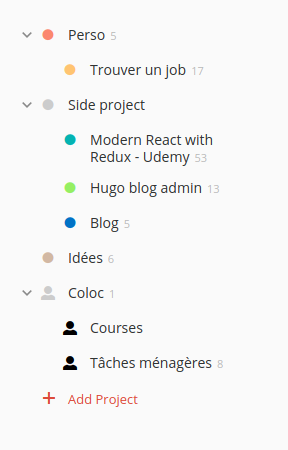 Perso 5
Trouver un job 17
Side project
Modern React with
Redux - Udemy 53
Hugo blog admin 13
Blog 5
Idées 6
Coloc 1
Courses
Tâches ménagères 8
Add Project